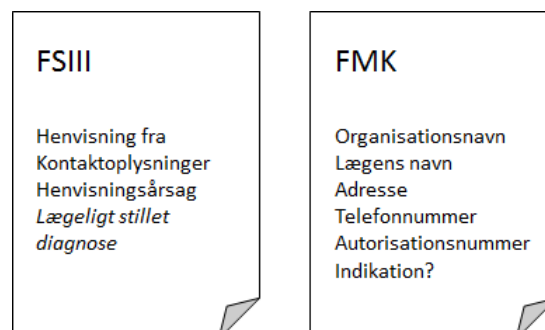 FSIII
Henvisning fra
Kontaktoplysninger
Henvisningsårsag
Lægeligt stillet
diagnose
FMK
Organisationsnavn
Lægens navn
Adresse
Telefonnummer
Autorisationsnummer
Indikation?